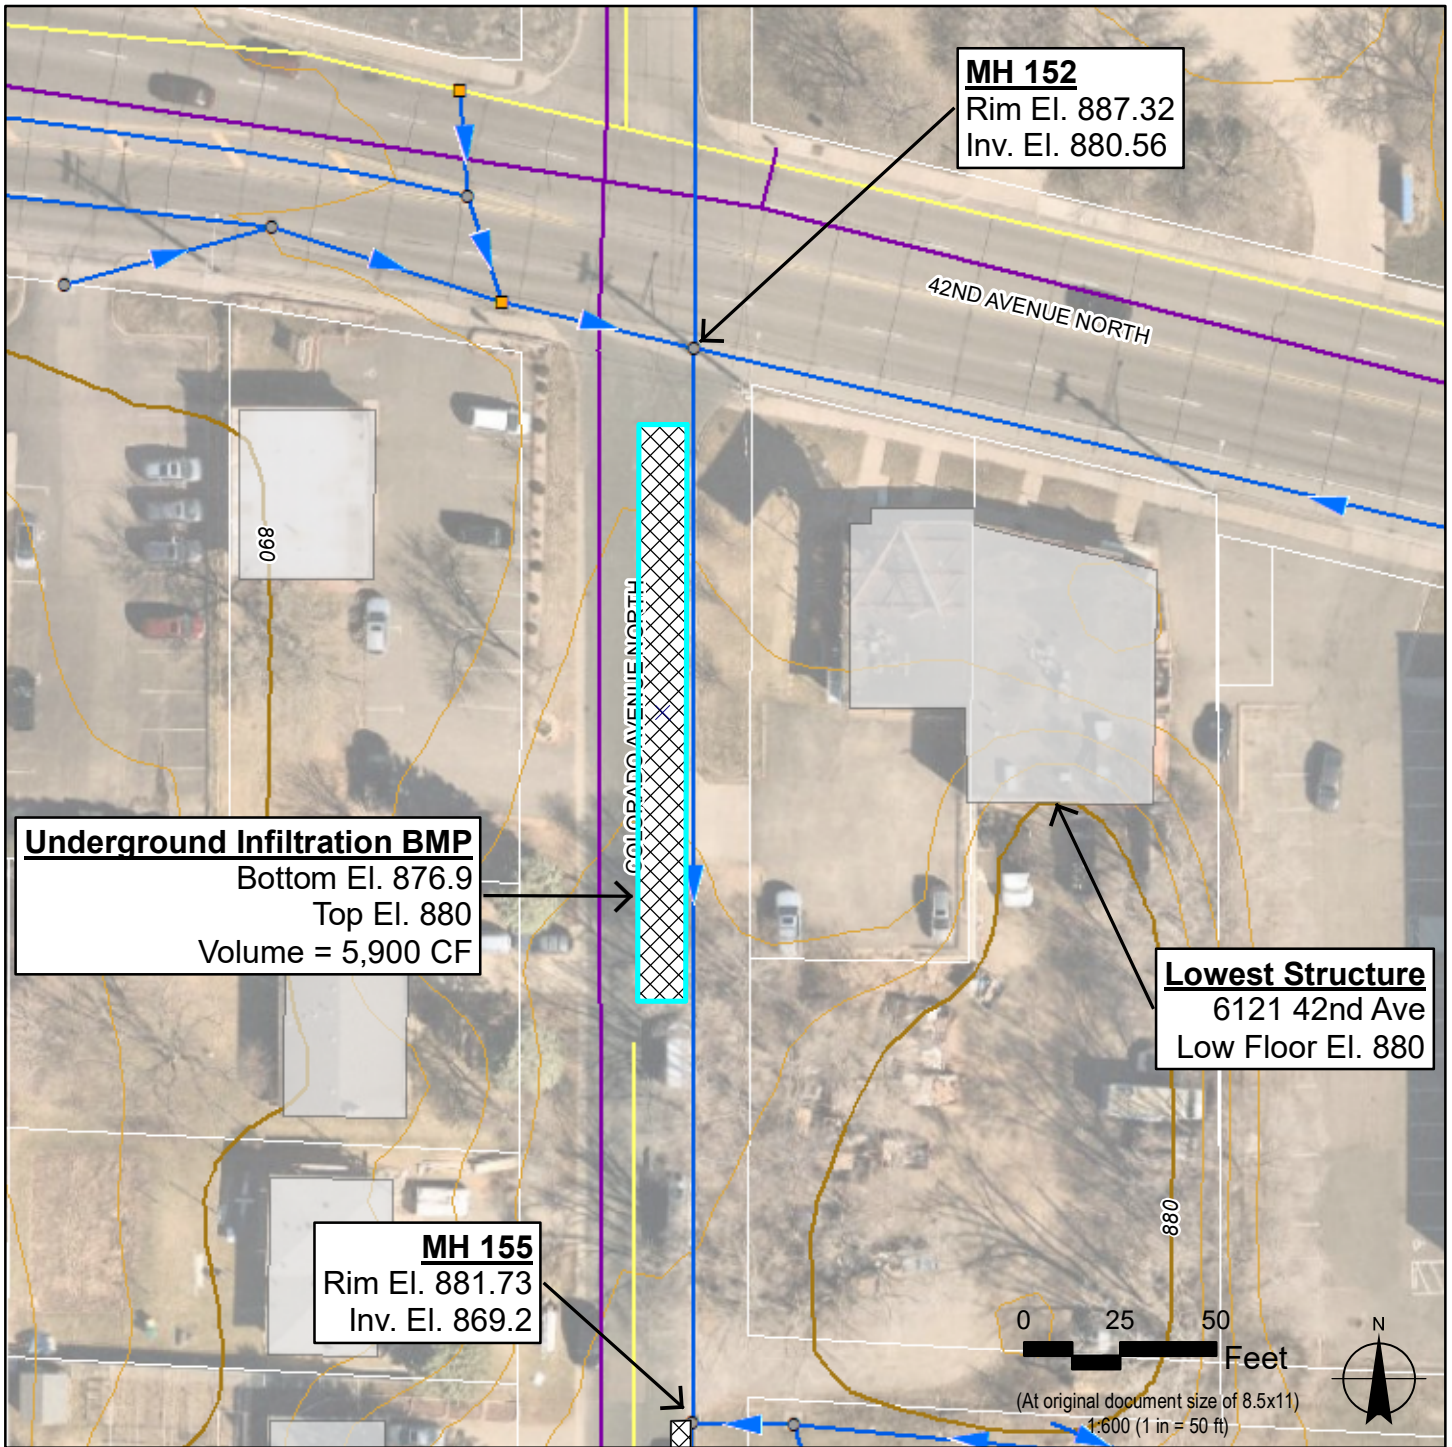 MH 152
Rim El. 887.32
Inv. El. 880.56
42ND AVENUE NORTH
890
COLORADO AVENUE NORTH
Underground Infiltration BMP
Bottom El. 876.9
Top El. 880
Volume = 5,900 CF
Lowest Structure
6121 42nd Ave
Low Floor El. 880
880
MH 155
Rim El. 881.73
Inv. El. 869.2
0 25 50
Feet
N
(At original document size of 8.5x11)
1:600 (1 in = 50 ft)